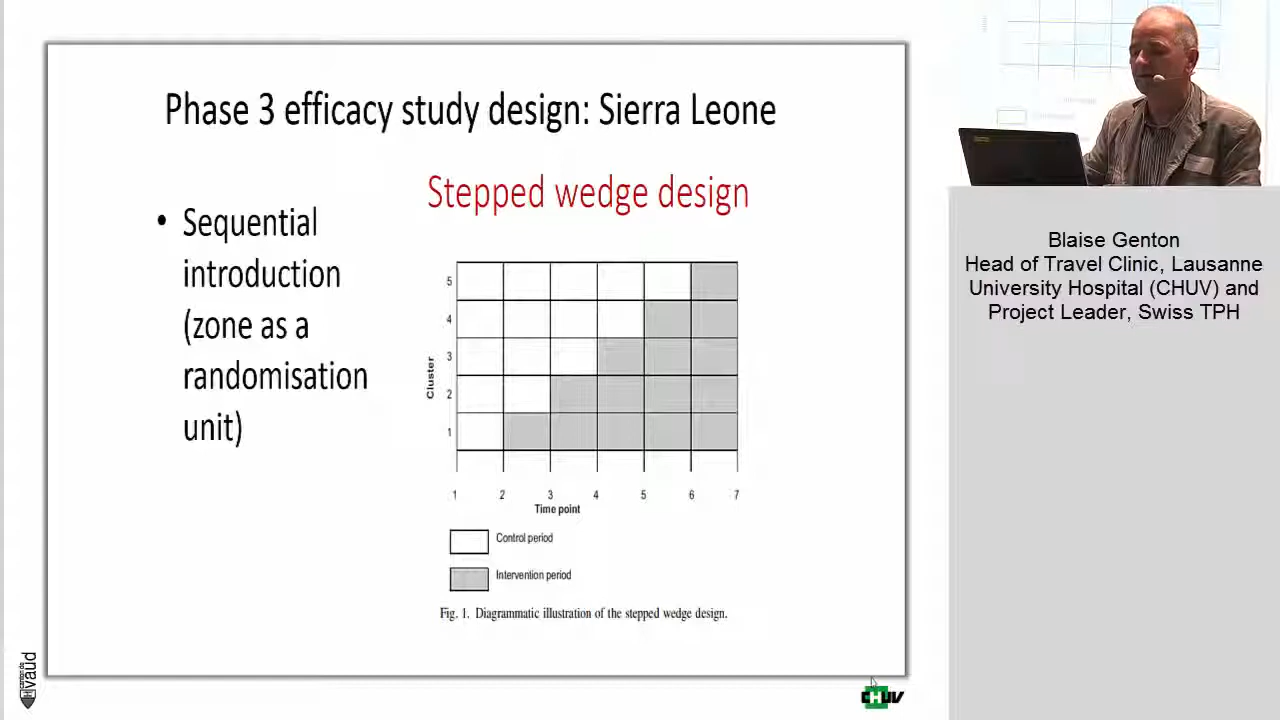 Phase 3 efficacy study design: Sierra Leone
Stepped wedge design
• Sequential
introduction
(zone as a
randomisation
unit)
5
4
3
2
1
Cluster
1 2 3 4 5 6 7
Time point
Control period
Intervention period
Fig. 1. Diagrammatic illustration of the stepped wedge design.
Blaise Genton
Head of Travel Clinic, Lausanne
University Hospital (CHUV) and
Project Leader, Swiss TPH
vaud
CHUV